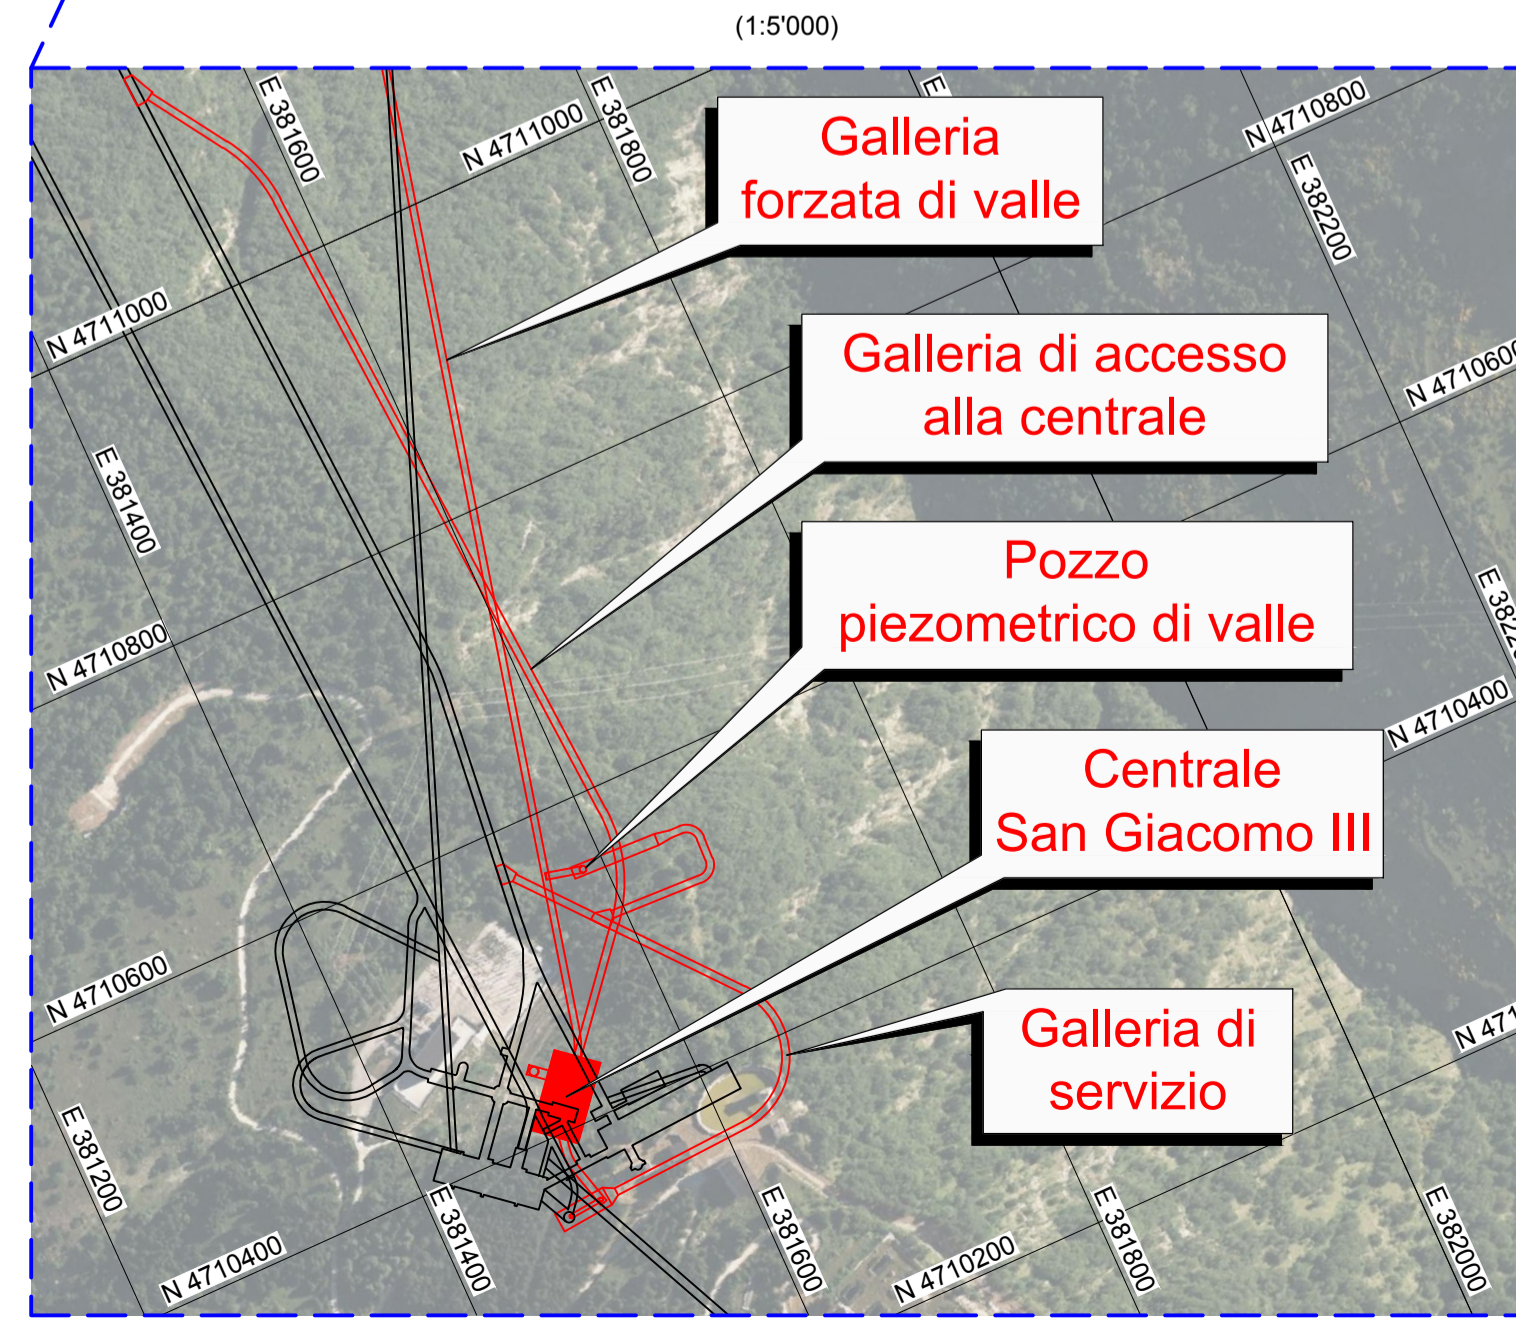 (1:5'000)
E 381600
N 4711000
E 381800
E
N 4710800
E 382200
Galleria
forzata di valle
N 4711000
Galleria di accesso
alla centrale
N 4710600
E 381400
Pozzo
piezometrico di valle
N 4710800
N 4710400
Centrale
San Giacomo III
N 4710600
Galleria di
servizio
E 381200
E 381400
E 381600
E 381800
E 382000
N 4710400
N 4710200